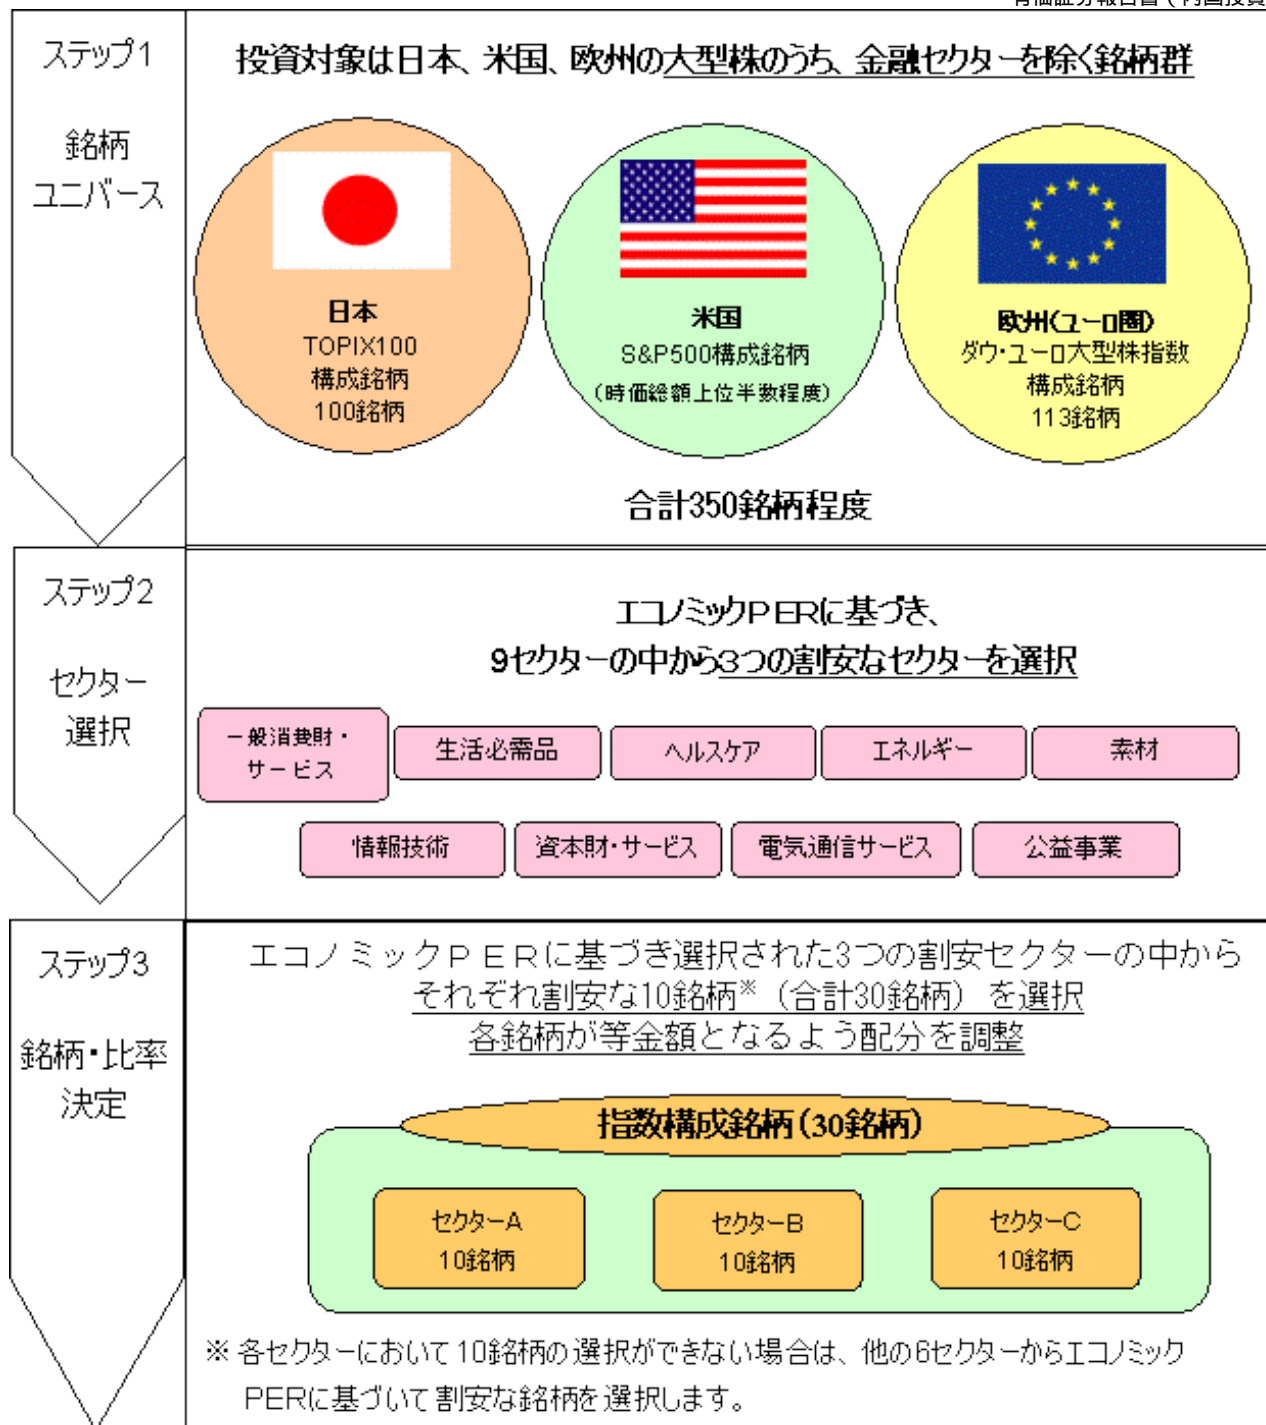 ステップ1
銘柄
ユニバース
投資対象は日本、米国、欧州の大型株のうち、金融セクターを除く銘柄群
日本
TOPIX100
構成銘柄
100銘柄
米国
S&P500構成銘柄
(時価総額上位半数程度)
欧州(ユーロ圏)
ダウ・ユーロ大型株指数
構成銘柄
113銘柄
合計350銘柄程度
ステップ2
セクター
選択
エコノミックPERに基づき、
9セクターの中から3つの割安なセクターを選択
一般消費財・
サービス
生活必需品
ヘルスケア
エネルギー
素材
情報技術
資本財・サービス
電気通信サービス
公益事業
ステップ3
銘柄・比率
決定
エコノミックPERに基づき選択された3つの割安セクターの中から
それぞれ割安な10銘柄※(合計30銘柄)を選択
各銘柄が等金額となるよう配分を調整
指数構成銘柄(30銘柄)
セクターA
10銘柄
セクターB
10銘柄
セクターC
10銘柄
※ 各セクターにおいて10銘柄の選択ができない場合は、他の6セクターからエコノミック
PERに基づいて割安な銘柄を選択します。